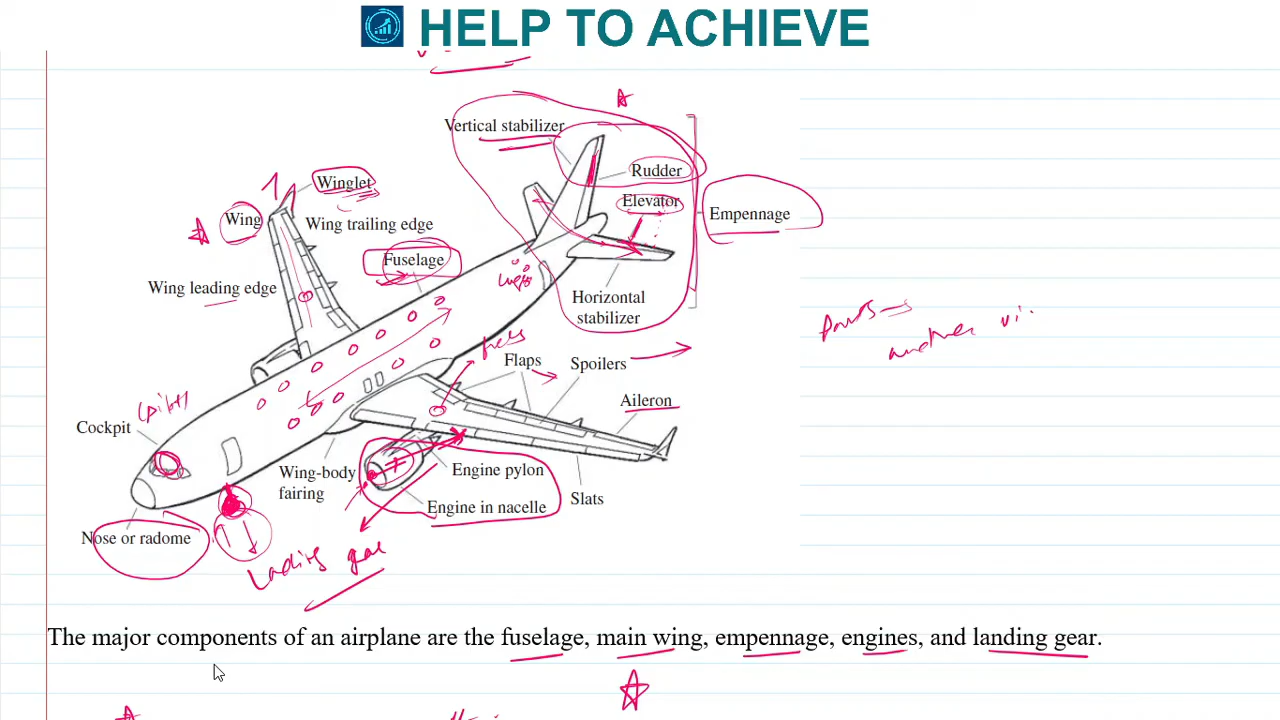 HELP TO ACHIEVE
Vertical stabilizer
Rudder
Winglet
Elevator
Empennage
Wing
Wing trailing edge
Fuselage
Wing leading edge
Horizontal
stabilizer
Flaps
Spoilers
Aileron
Cockpit
Wing-body
fairing
Engine pylon
Engine in nacelle
Slats
Nose or radome
The major components of an airplane are the fuselage, main wing, empennage, engines, and landing gear.